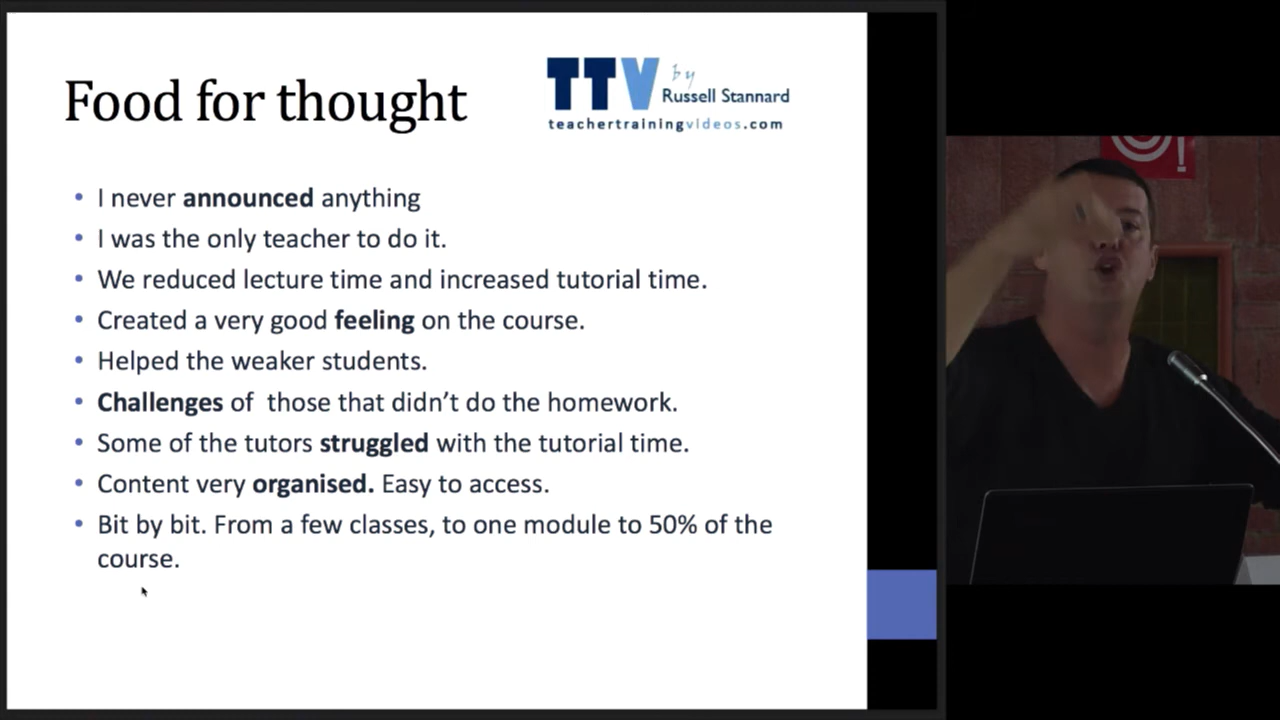 Food for thought
TTV by
Russell Stannard
teachertrainingvideos.com
• I never announced anything
• I was the only teacher to do it.
• We reduced lecture time and increased tutorial time.
• Created a very good feeling on the course.
• Helped the weaker students.
• Challenges of  those that didn’t do the homework.
• Some of the tutors struggled with the tutorial time.
• Content very organised. Easy to access.
• Bit by bit. From a few classes, to one module to 50% of the
course.